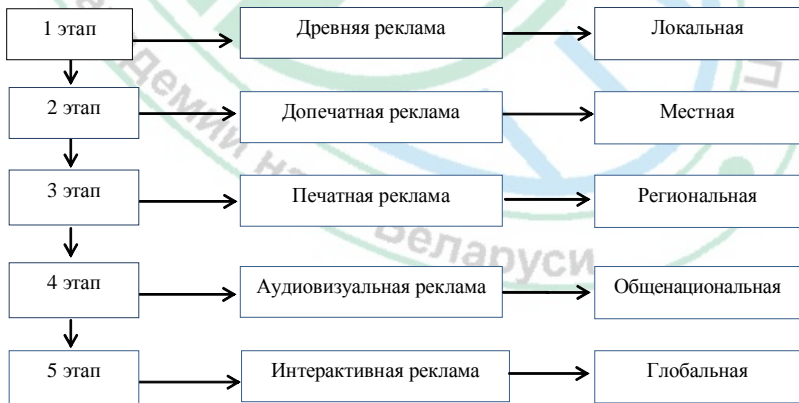 1 этап
Древняя реклама
Локальная
2 этап
Допечатная реклама
Местная
3 этап
Печатная реклама
Региональная
4 этап
Аудиовизуальная реклама
Общенациональная
5 этап
Интерактивная реклама
Глобальная
Беларуси